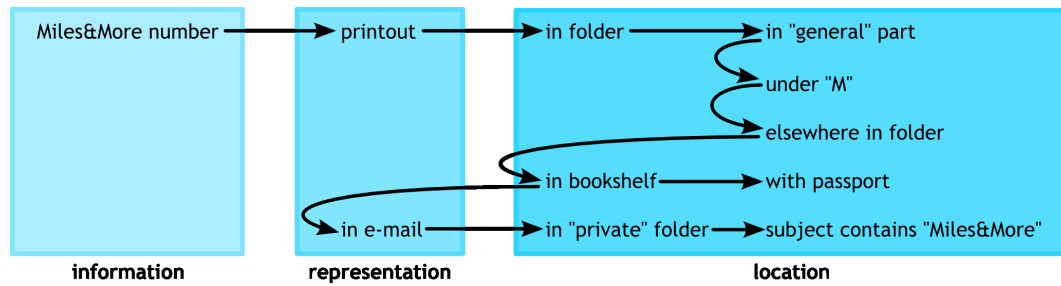 Miles&More number
printout
in folder
in "general" part
under "M"
elsewhere in folder
in bookshelf
with passport
in e-mail
in "private" folder
subject contains "Miles&More"
information
representation
location